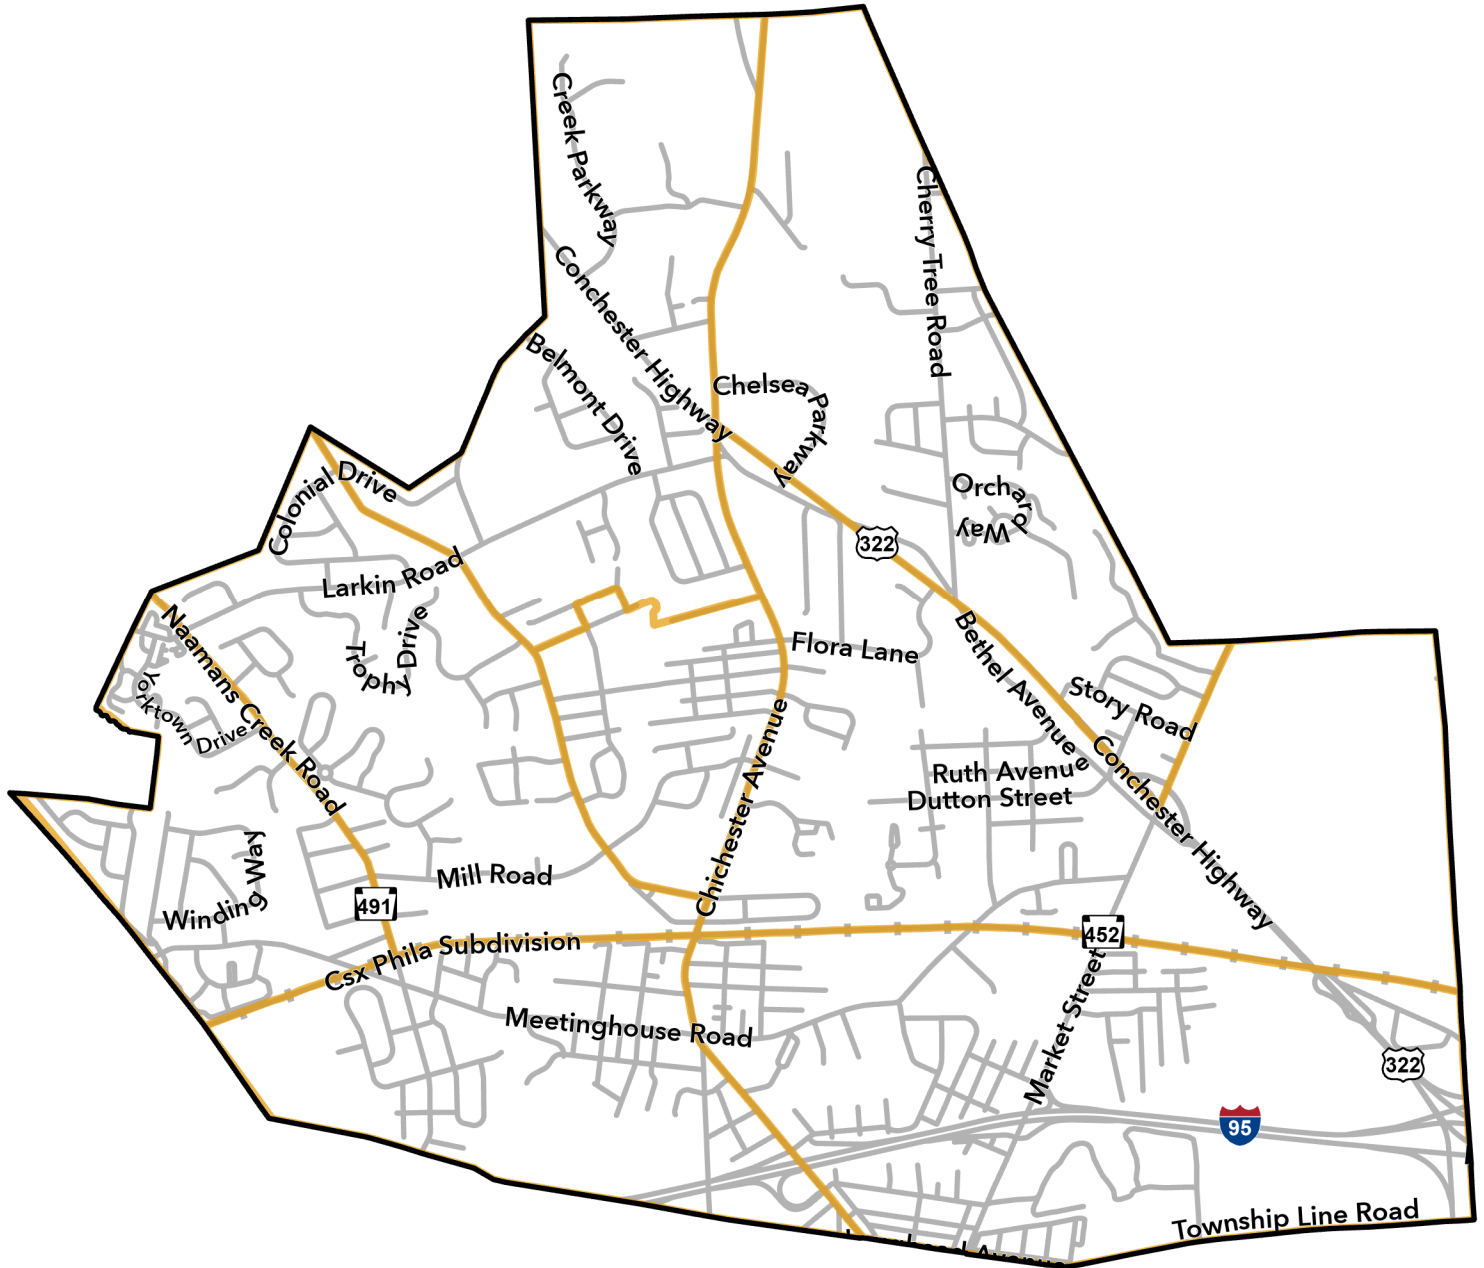 Creek Parkway
Cherry Tree Road
Conchester Highway
Belmont Drive
Chelsea Parkway
Colonial Drive
Orchard Way
322
Larkin Road
Trophy Drive
Naamans Creek Road
Flora Lane
Bethel Avenue
Yorktown Drive
Story Road
Chichester Avenue
Conchester Highway
Ruth Avenue
Dutton Street
e
Winding Way
Mill Road
491
452
Csx Phila Subdivision
Meetinghouse Road
Market Street
322
95
Township Line Road
Avenue